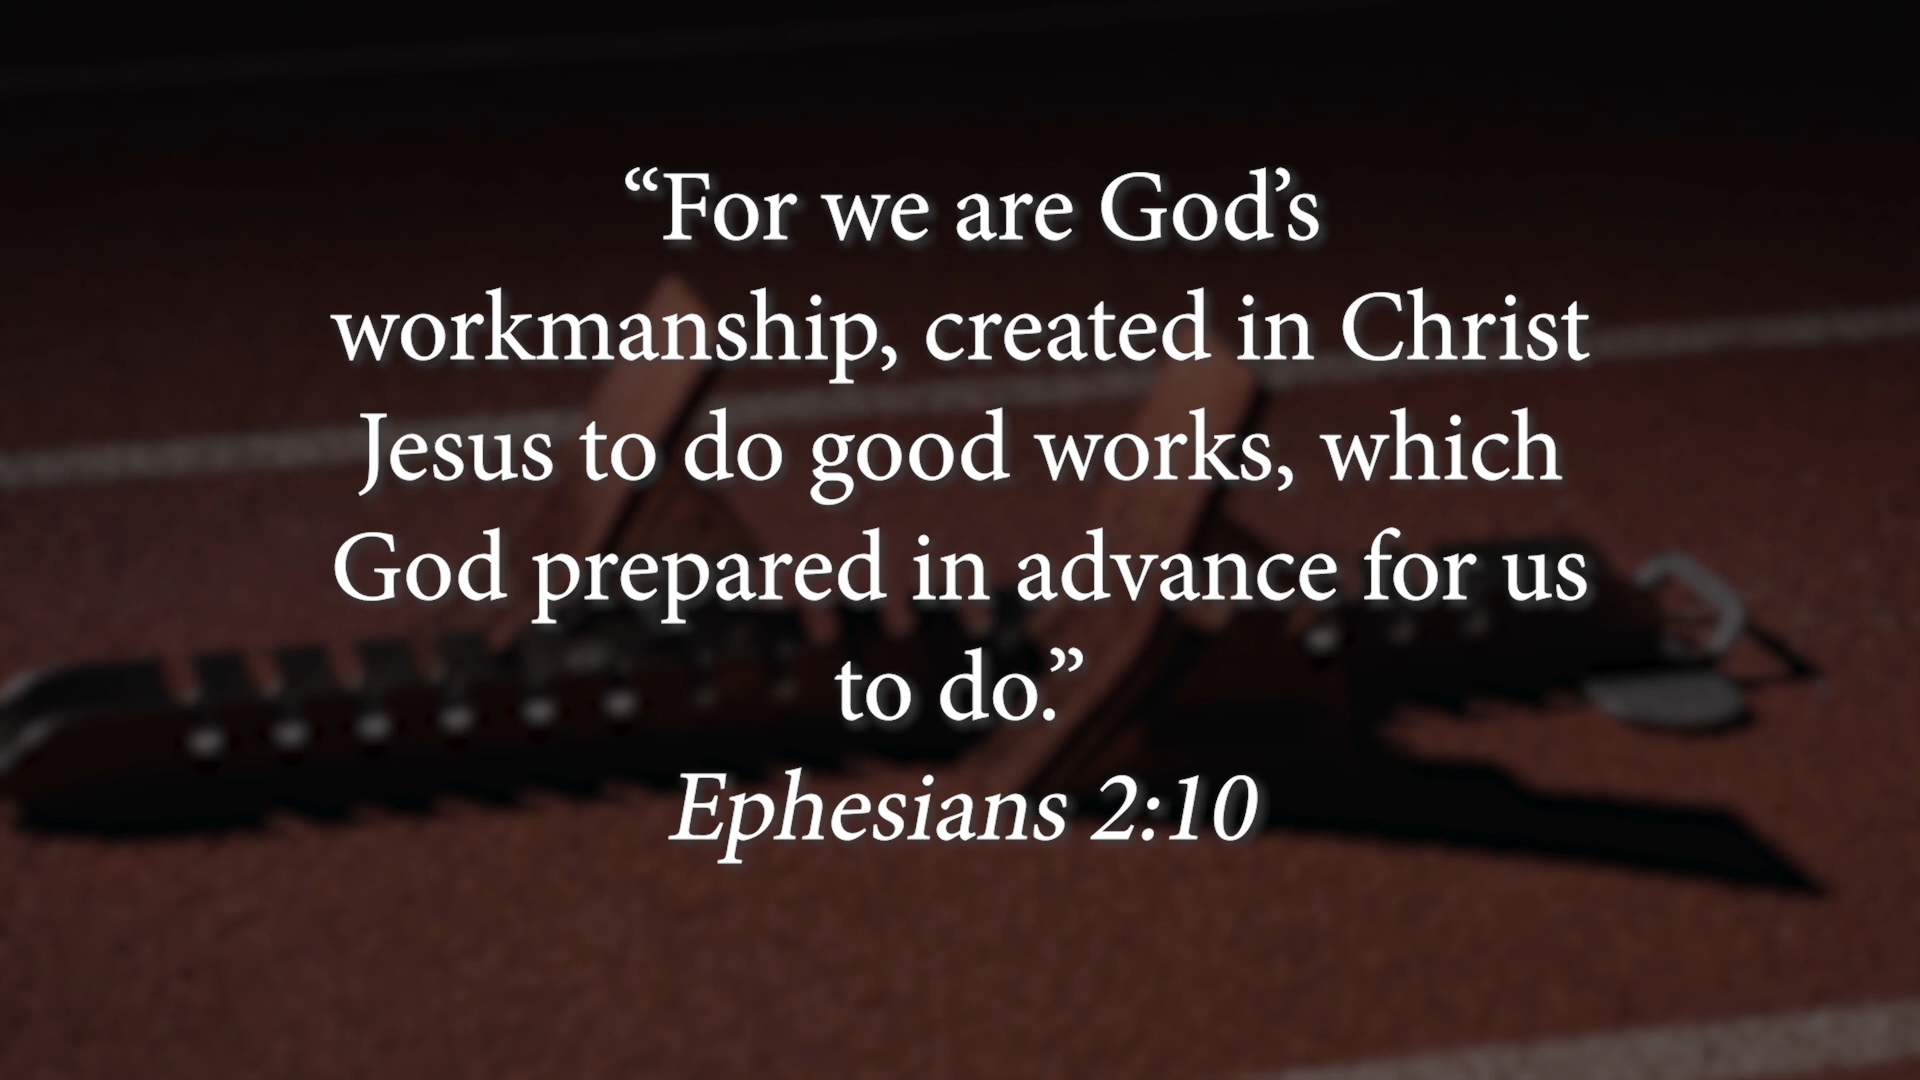 “For we are God’s
workmanship, created in Christ
Jesus to do good works, which
God prepared in advance for us
to do.”
Ephesians 2:10